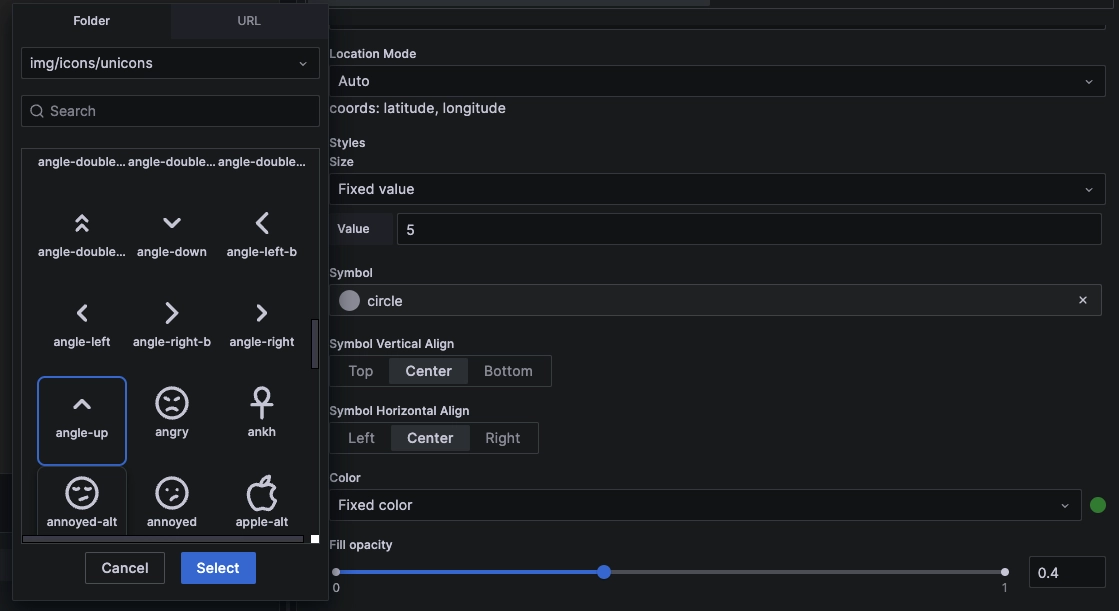 Folder
URL
img/icons/unicons
Search
angle-double... angle-double... angle-double...
angle-double... angle-down angle-left-b
angle-left angle-right-b angle-right
angle-up angry ankh
annoyed-alt annoyed apple-alt
Cancel Select
Location Mode
Auto
coords: latitude, longitude
Styles
Size
Fixed value
Value 5
Symbol
circle
Symbol Vertical Align
Top Center Bottom
Symbol Horizontal Align
Left Center Right
Color
Fixed color
Fill opacity
0.4
0 1